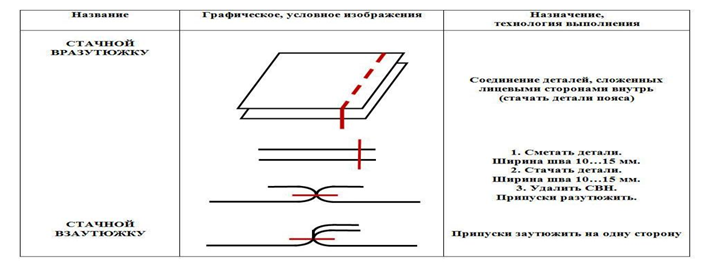 Название
Графическое, условное изображения
Назначение,
технология выполнения
СТАЧНОЙ
ВРАЗУТЮЖКУ
Соединение деталей, сложенных
лицевыми сторонами внутрь
(стачать детали пояса)
1. Сметать детали.
Ширина шва 10...15 мм.
2. Стачать детали.
Ширина шва 10...15 мм.
3. Удалить СВН.
Припуски разутюжить.
СТАЧНОЙ
ВЗАУТЮЖКУ
Припуски заутюжить на одну сторону